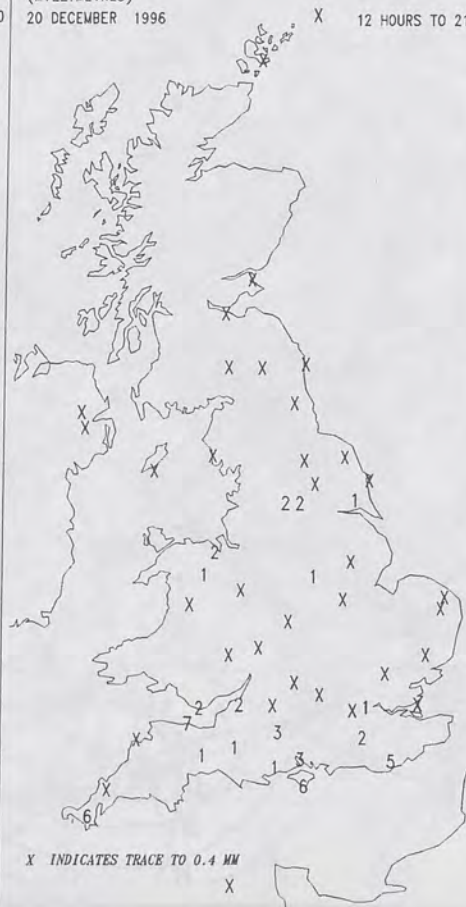 20 DECEMBER 1996 X 12 HOURS TO 21
X
X
X
X X X
X
X
X
X X X X
X X
2 2 1
2
1 1 X
X X X X
X
X
X X X
X X
2 2 X X 1
7
X 3 2
1 1 1 3 5
X 6
6
X INDICATES TRACE TO 0.4 MM
X